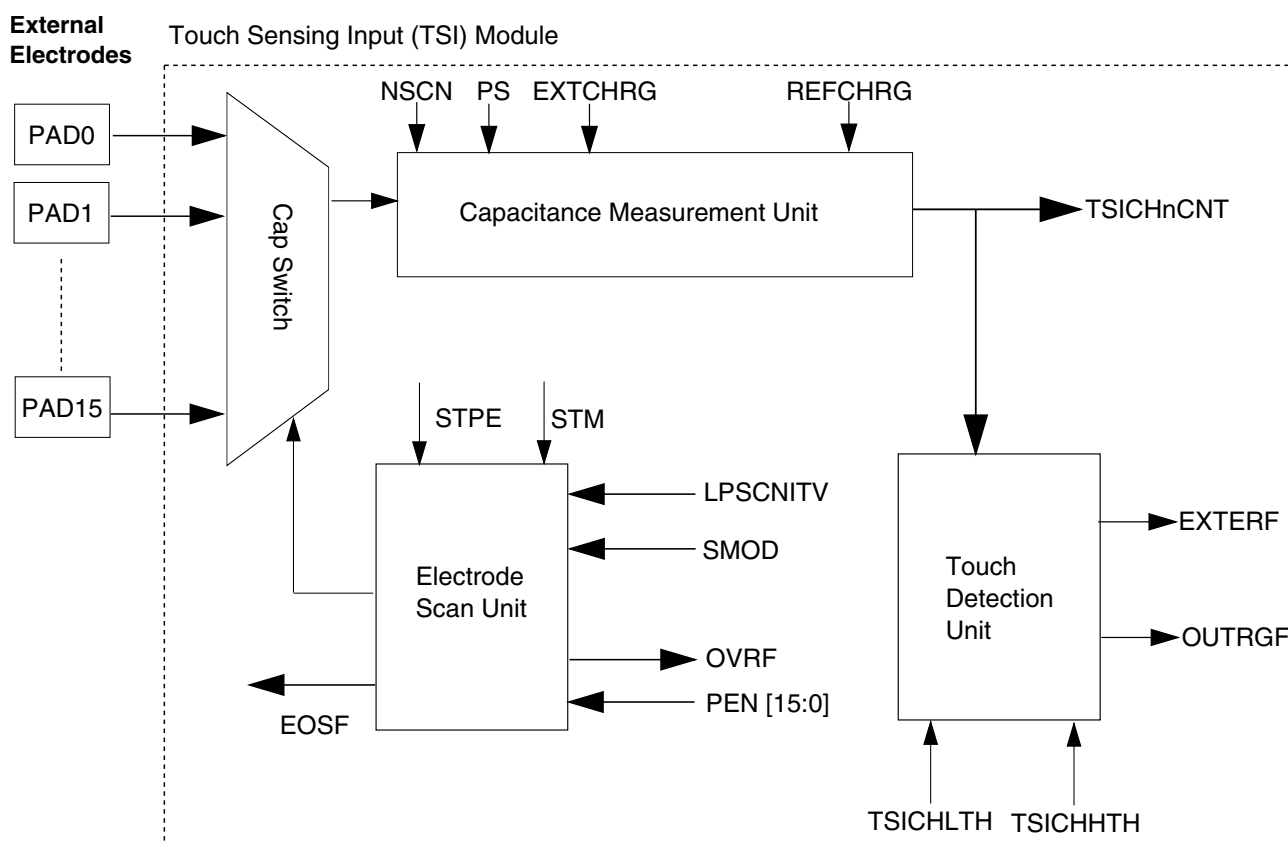 External
Electrodes
Touch Sensing Input (TSI) Module
NSCN PS EXTCHRG REFCHRG
PAD0
PAD1
PAD15
Cap Switch
Capacitance Measurement Unit
TSICHnCNT
STPE STM
LPSCNITV
SMOD
Electrode
Scan Unit
OVRF
PEN [15:0]
EOSF
Touch
Detection
Unit
EXTERF
OUTRGF
TSICHLTH TSICHHTH